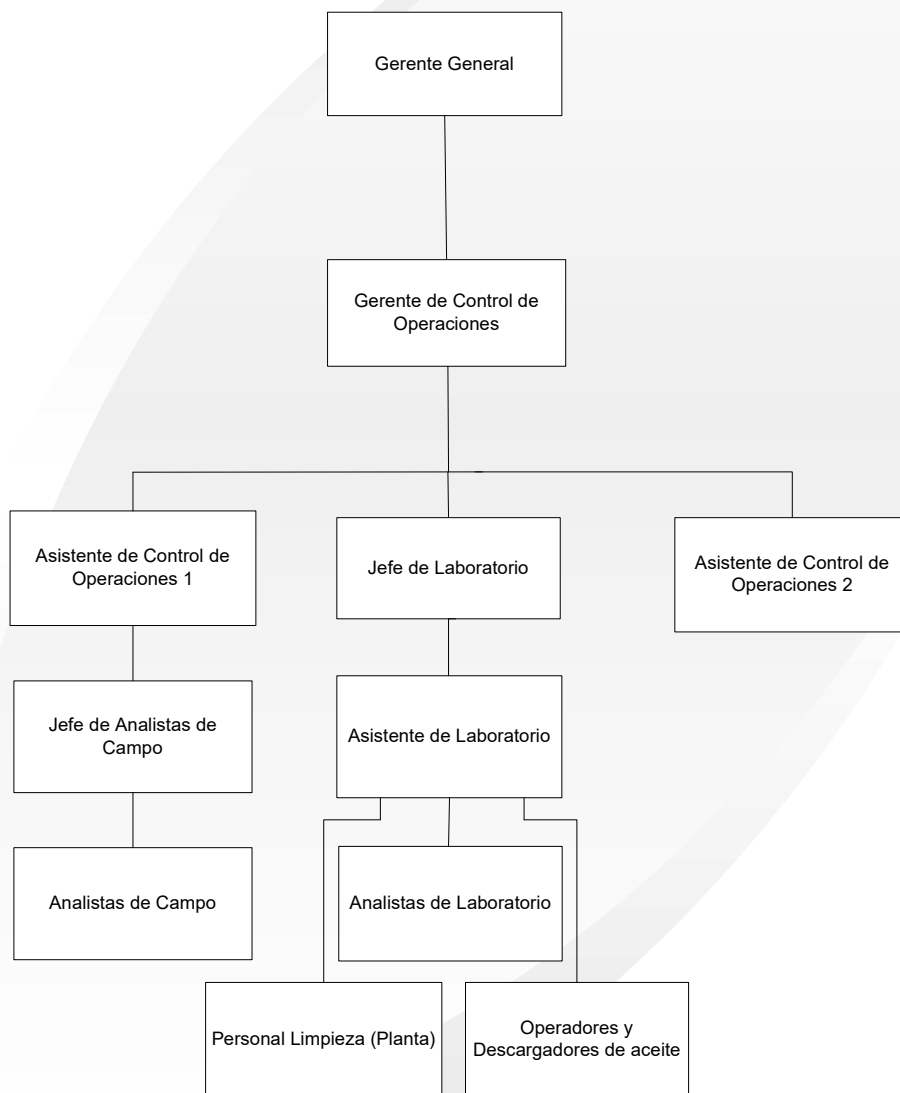 Gerente General
Gerente de Control de
Operaciones
Asistente de Control de
Operaciones 1
Jefe de Laboratorio
Asistente de Control de
Operaciones 2
Jefe de Analistas de
Campo
Asistente de Laboratorio
Analistas de Campo
Analistas de Laboratorio
Personal Limpieza (Planta)
Operadores y
Descargadores de aceite